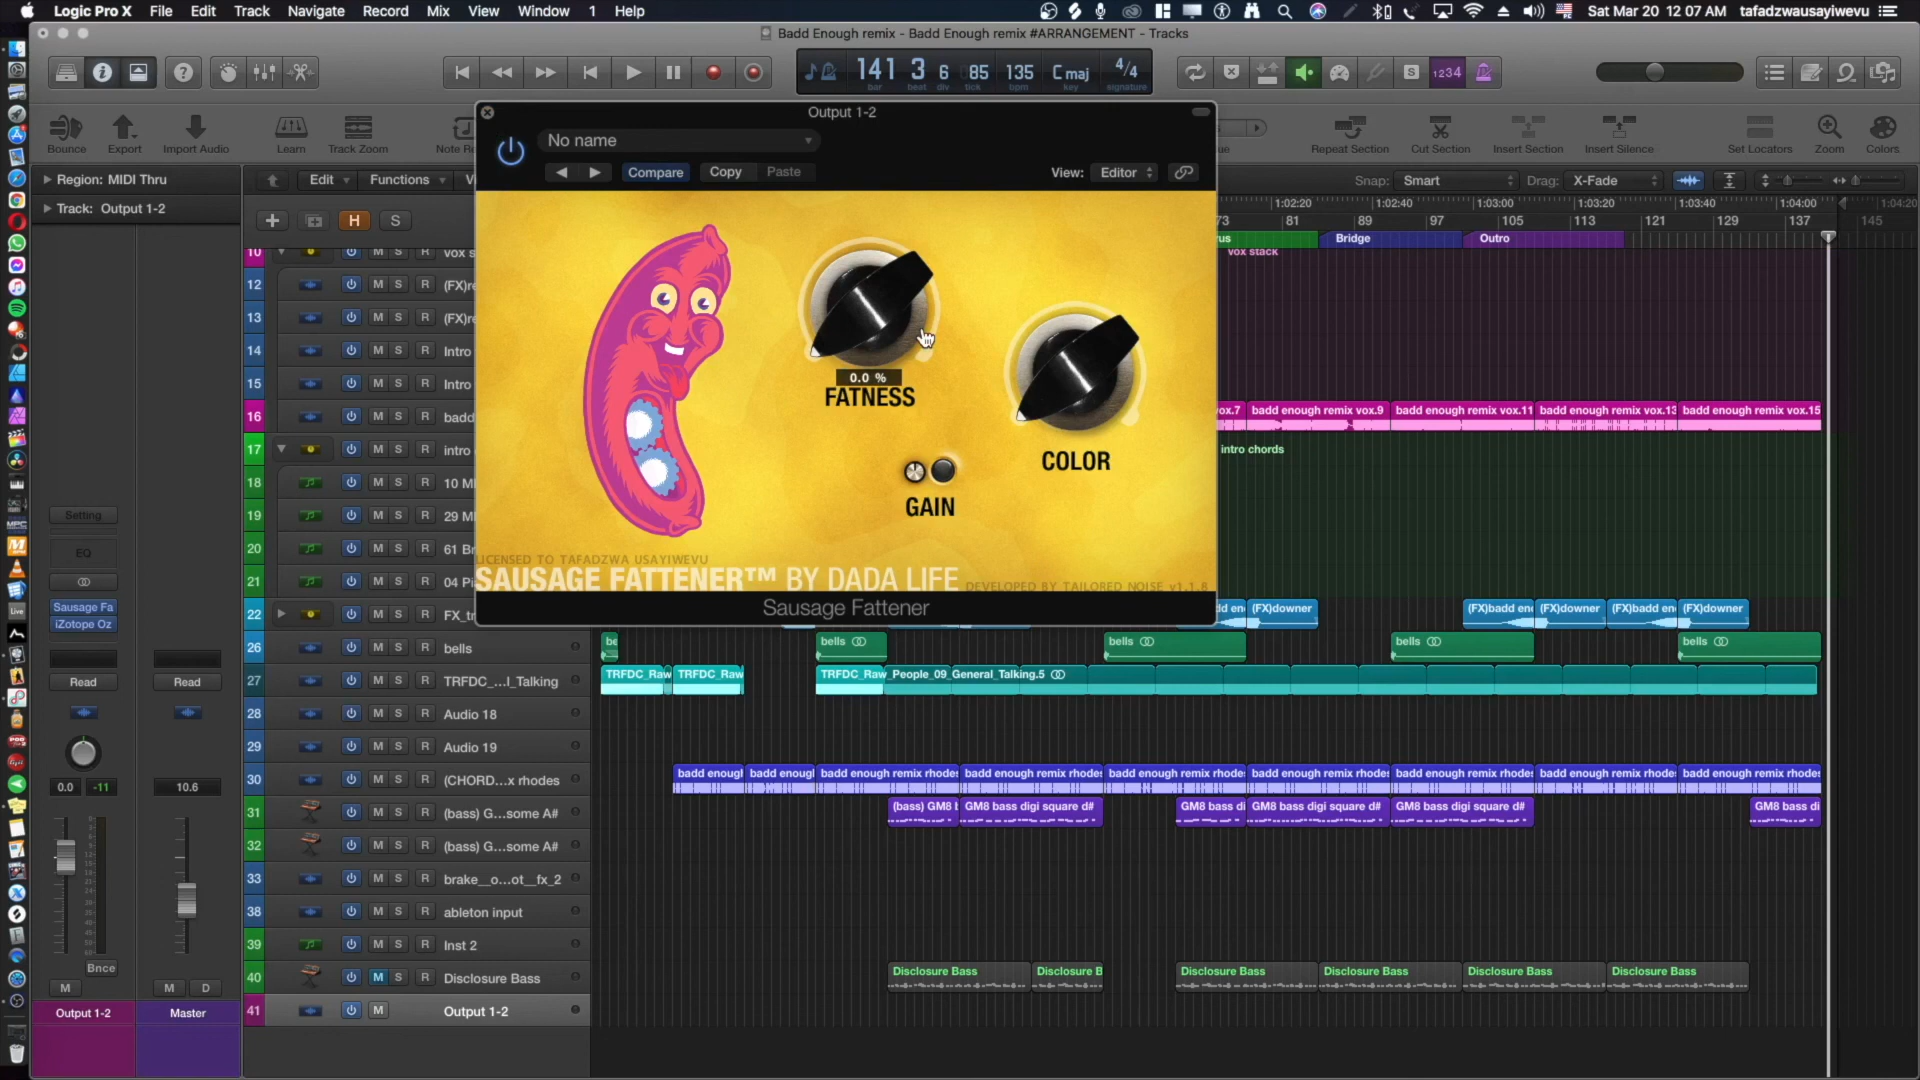 Logic Pro X File Edit Track Navigate Record Mix View Window 1 Help
Sat Mar 20 12:07 AM tafadzwausayiwevu
Badd Enough remix - Badd Enough remix #ARRANGEMENT - Tracks
141 3 6 85 135 C maj 4/4
bar beat div tick bpm key signature
S 1234
Bounce Export Import Audio Learn Track Zoom
Repeat Section Cut Section Insert Section Insert Silence Set Locators Zoom Colors
Output 1-2
No name
Compare Copy Paste
View: Editor
Region: MIDI Thru
Track: Output 1-2
Edit Functions
Snap: Smart Drag: X-Fade
H S
1:02:20 1:02:40 1:03:00 1:03:20 1:03:40 1:04:00 1:04:20
73 81 89 97 105 113 121 129 137 145
Bridge Outro
vox stack
0.0 %
FATNESS
COLOR
GAIN
LICENSED TO TAFADZWA USAYIWEVU
SAUSAGE FATTENER™ BY DADA LIFE
DEVELOPED BY TAILORED NOISE v1.1.8
Sausage Fattener
10 vox s
12 M S R (FX)re
13 M S R (FX)re
14 M S R Intro
15 M S R Intro
16 M S R badd
vox.7 badd enough remix vox.9 badd enough remix vox.11 badd enough remix vox.13 badd enough remix vox.15
17 M S R intro
intro chords
18 M S R 10 M
19 M S R 29 M
20 M S R 61 Br
21 M S R 04 Pi
22 M S R FX_tr
(FX)downer (FX)badd en (FX)downer (FX)bad en (FX)downer
26 M S R bells
be bells bells bells bells
27 M S R TRFDC_...l_Talking
TRFDC_Raw TRFDC_Raw TRFDC_Raw_People_09_General_Talking.5
28 M S R Audio 18
29 M S R Audio 19
30 M S R (CHORD...x rhodes
badd enough badd enough badd enough remix rhodes badd enough remix rhodes badd enough remix rhodes badd enough remix rhodes badd enough remix rhodes badd enough remix rhodes badd enough remix rhodes
31 M S R (bass) G...some A#
(bass) GM8 b GM8 bass digi square d# GM8 bass di GM8 bass digi square d# GM8 bass digi square d# GM8 bass di
32 M S R (bass) G...some A#
33 M S R brake__o...ot__fx_2
38 M S R ableton input
39 M S R Inst 2
40 M S R Disclosure Bass
Disclosure Bass Disclosure B Disclosure Bass Disclosure Bass Disclosure Bass Disclosure Bass
41 M Output 1-2
Setting
EQ
Sausage Fa
iZotope Oz
Read Read
0.0 -11 10.6
Bnce
M M D
Output 1-2 Master